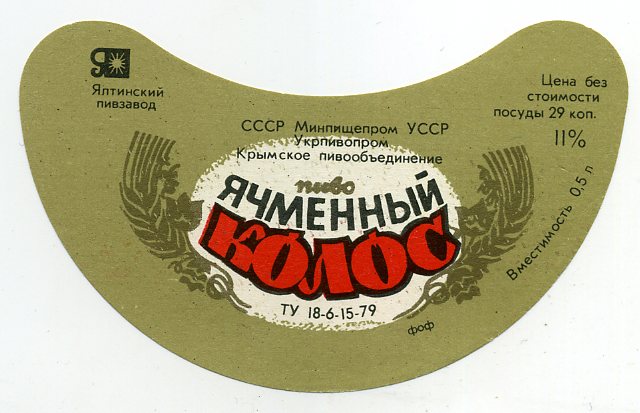 Я
Ялтинский
пивзавод
Цена без
стоимости
посуды 29 коп.
11%
Вместимость 0,5 л
СССР Минпищепром УССР
Укрпивопром
Крымское пивообъединение
пиво
ЯЧМЕННЫЙ
КОЛОС
ТУ 18-6-15-79
фоф